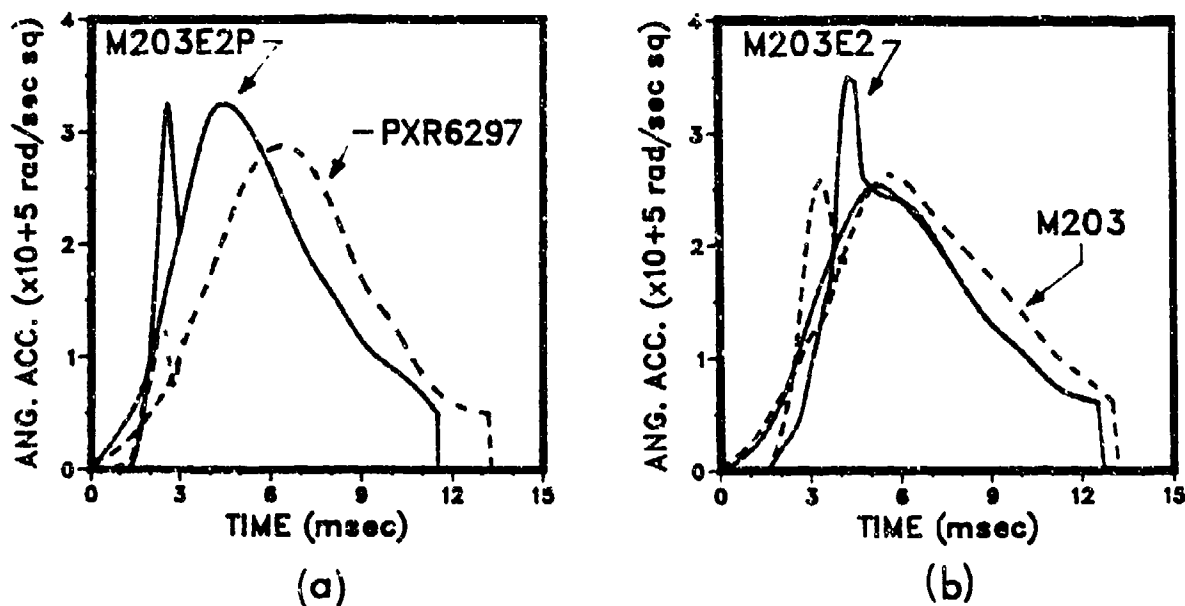 ANG. ACC. (x10+5 rad/sec sq)
4
3
2
1
0
M203E2P
PXR6297
0 3 6 9 12 15
TIME (msec)
(a)
ANG. ACC. (x10+5 rad/sec sq)
4
3
2
1
0
M203E2
M203
0 3 6 9 12 15
TIME (msec)
(b)